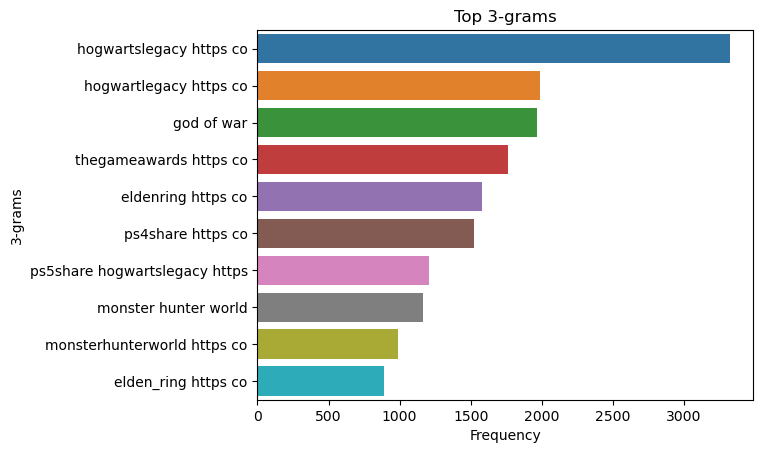 Top 3-grams
3-grams
hogwartslegacy https co
hogwartlegacy https co
god of war
thegameawards https co
eldenring https co
ps4share https co
ps5share hogwartslegacy https
monster hunter world
monsterhunterworld https co
elden_ring https co
0 500 1000 1500 2000 2500 3000
Frequency